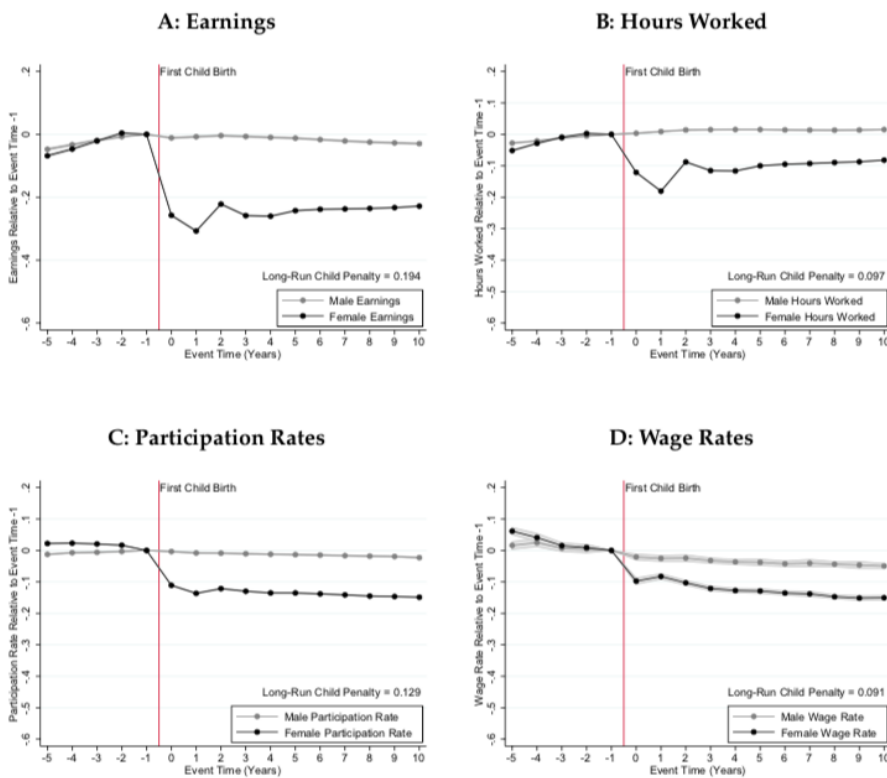 A: Earnings
First Child Birth
Earnings Relative to Event Time -1
.2
0
-.2
-.4
-.6
Long-Run Child Penalty = 0.194
Male Earnings
Female Earnings
-5 -4 -3 -2 -1 0 1 2 3 4 5 6 7 8 9 10
Event Time (Years)
B: Hours Worked
First Child Birth
Hours Worked Relative to Event Time -1
.2
.1
0
-.1
-.2
-.3
-.4
-.5
-.6
Long-Run Child Penalty = 0.097
Male Hours Worked
Female Hours Worked
-5 -4 -3 -2 -1 0 1 2 3 4 5 6 7 8 9 10
Event Time (Years)
C: Participation Rates
First Child Birth
Participation Rate Relative to Event Time -1
.2
.1
0
-.1
-.2
-.3
-.4
-.5
-.6
Long-Run Child Penalty = 0.129
Male Participation Rate
Female Participation Rate
-5 -4 -3 -2 -1 0 1 2 3 4 5 6 7 8 9 10
Event Time (Years)
D: Wage Rates
First Child Birth
Wage Rate Relative to Event Time -1
.2
.1
0
-.1
-.2
-.3
-.4
-.5
-.6
Long-Run Child Penalty = 0.091
Male Wage Rate
Female Wage Rate
-5 -4 -3 -2 -1 0 1 2 3 4 5 6 7 8 9 10
Event Time (Years)